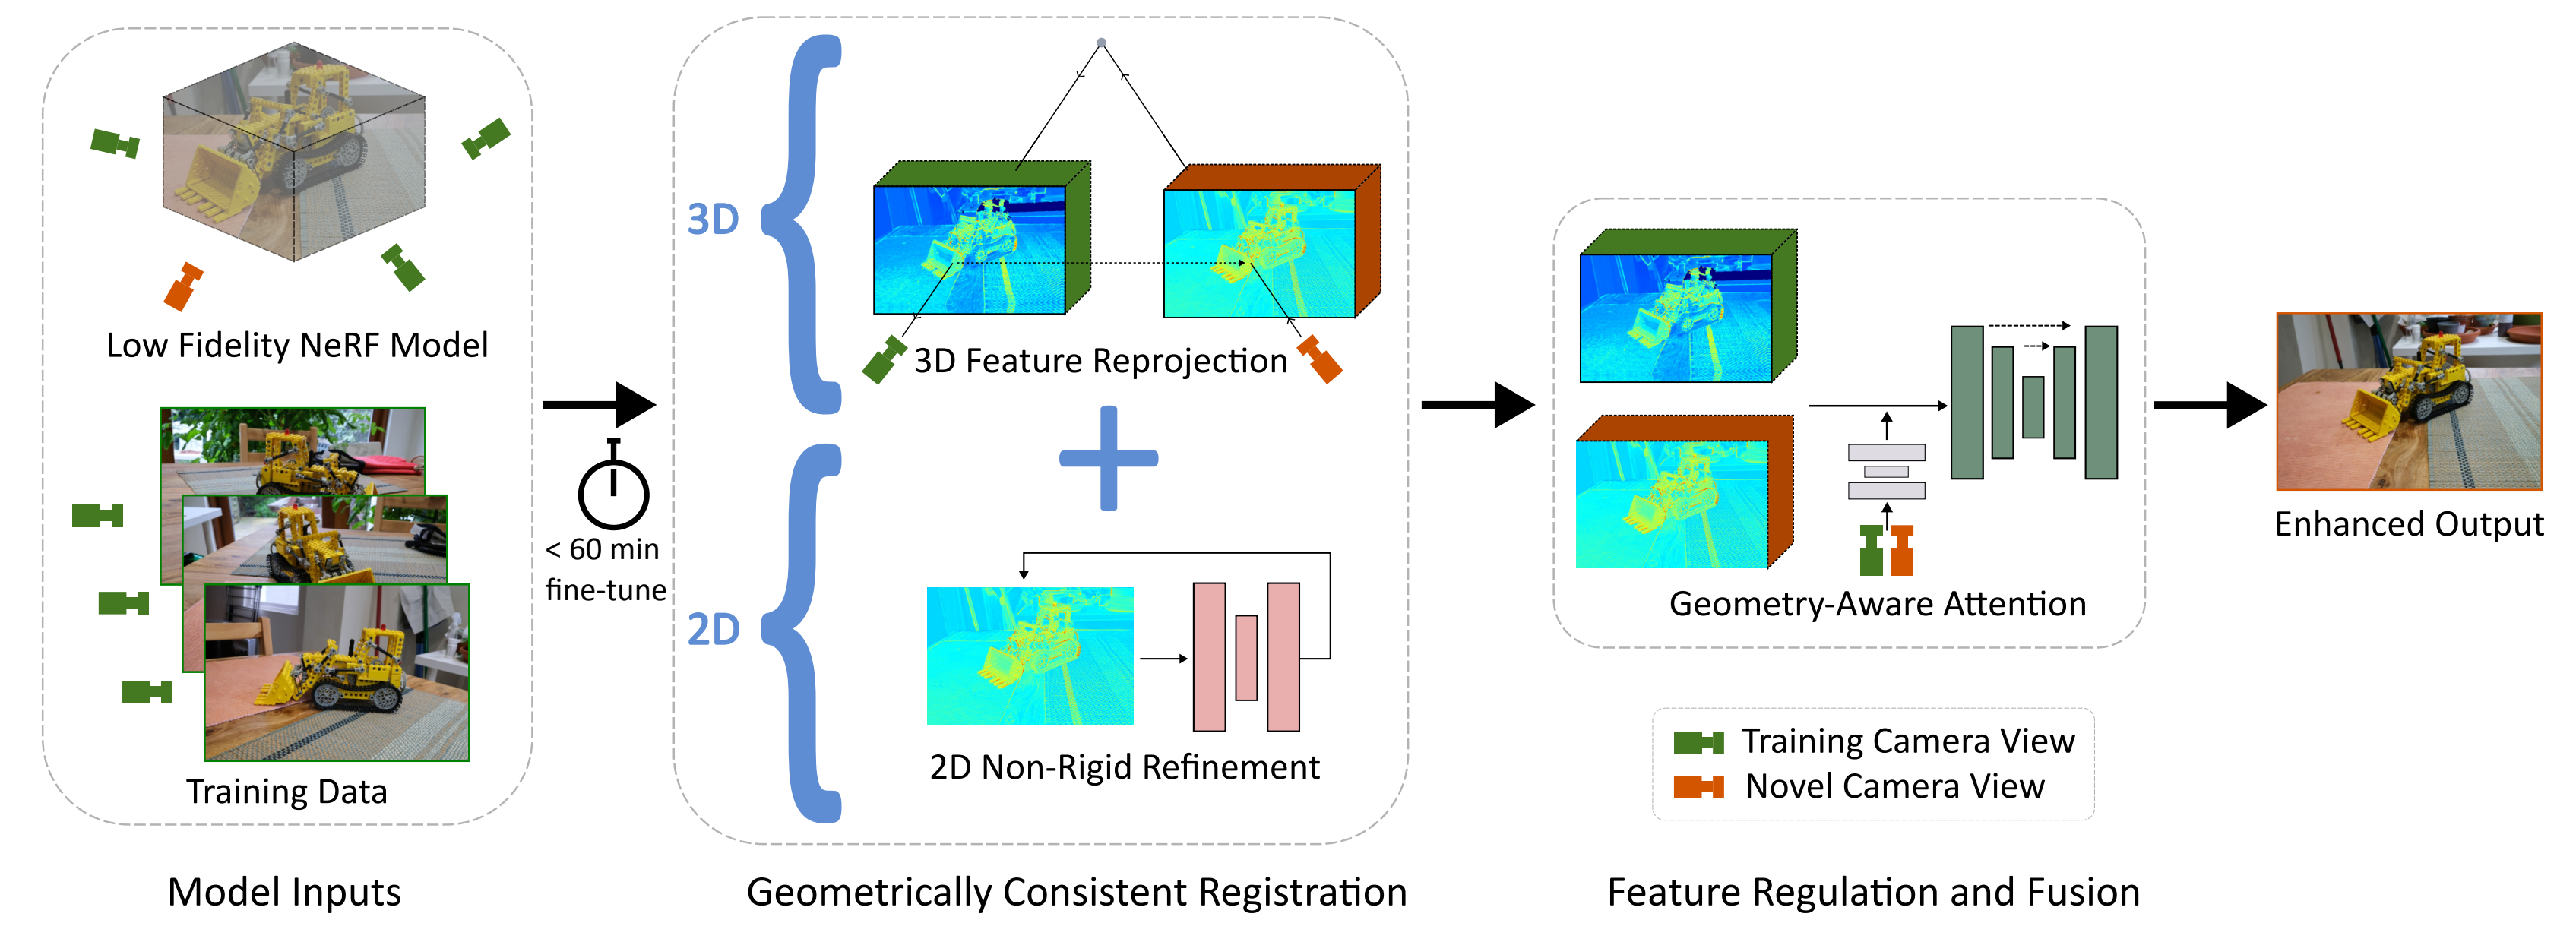 Low Fidelity NeRF Model
Training Data
Model Inputs
< 60 min
fine-tune
3D
3D Feature Reprojection
2D
2D Non-Rigid Refinement
Geometrically Consistent Registration
Geometry-Aware Attention
Training Camera View
Novel Camera View
Feature Regulation and Fusion
Enhanced Output